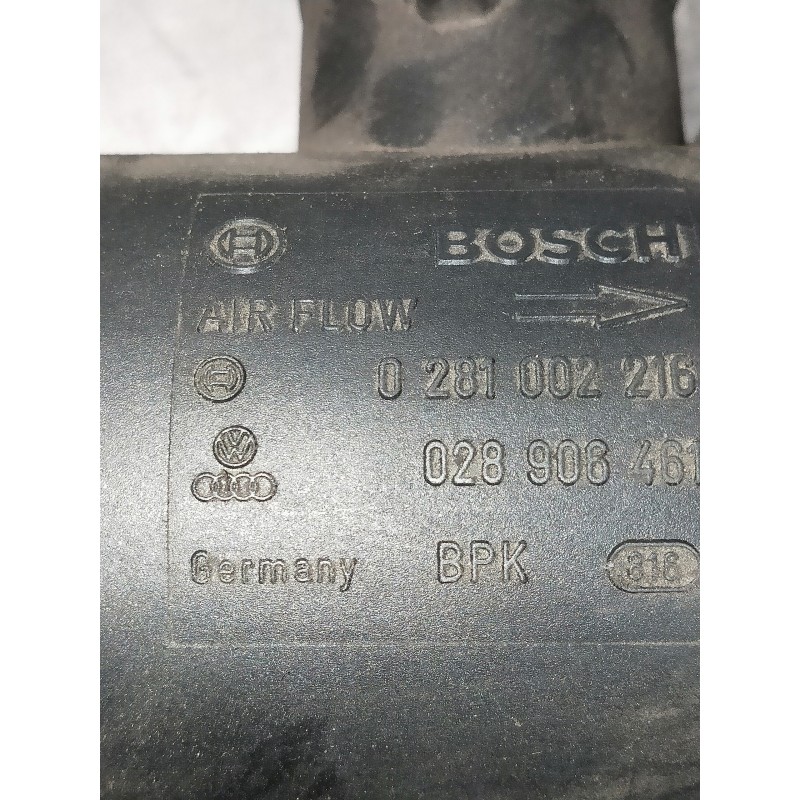 BOSCH
AIR FLOW
0 281 002 216
028 906 461
Germany BPK 816